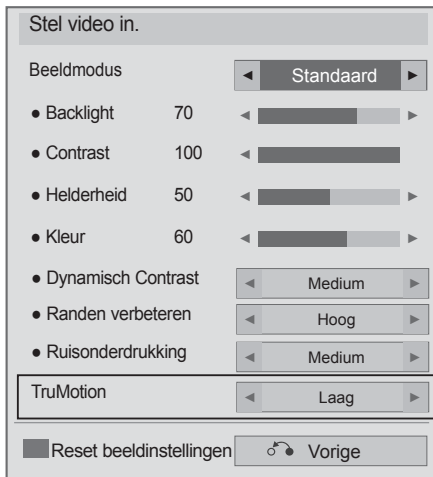 Stel video in.
Beeldmodus ◄ Standaard ►
● Backlight 70 ◄ ►
● Contrast 100 ◄
● Helderheid 50 ◄ ►
● Kleur 60 ◄ ►
● Dynamisch Contrast ◄ Medium ►
● Randen verbeteren ◄ Hoog ►
● Ruisonderdrukking ◄ Medium ►
TruMotion ◄ Laag ►
Reset beeldinstellingen Vorige